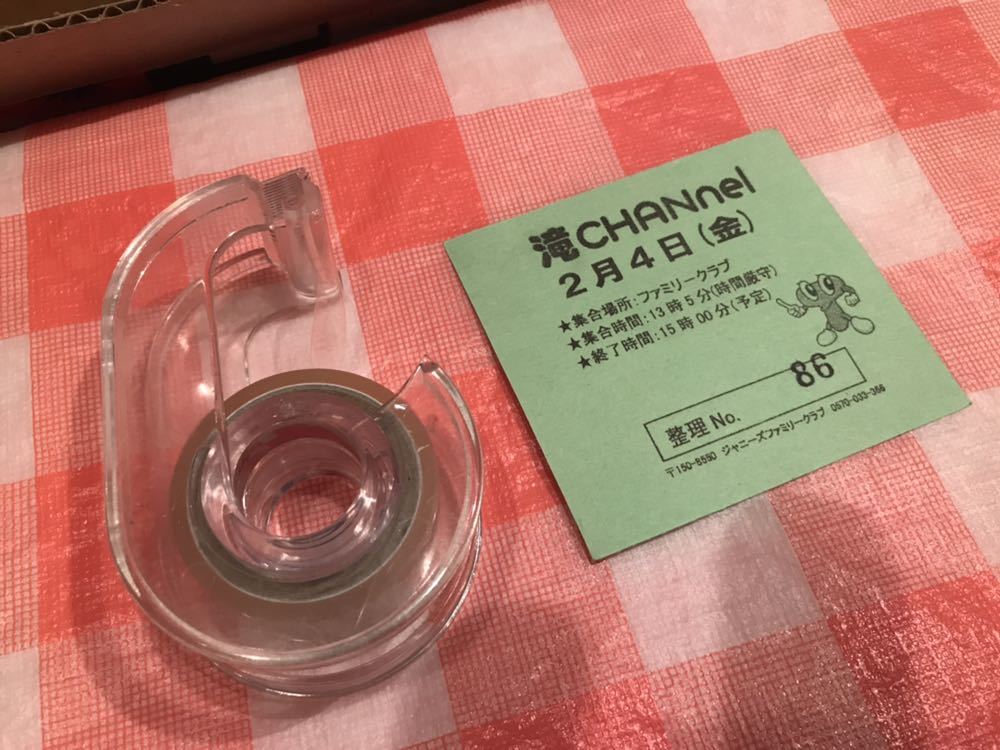 滝CHANnel
2月4日(金)
★集合場所:ファミリークラブ
★集合時間:13時5分(時間厳守)
★終了時間:15時00分(予定)
整理No. 86
〒150-8550 ジャニーズファミリークラブ 0570-033-366